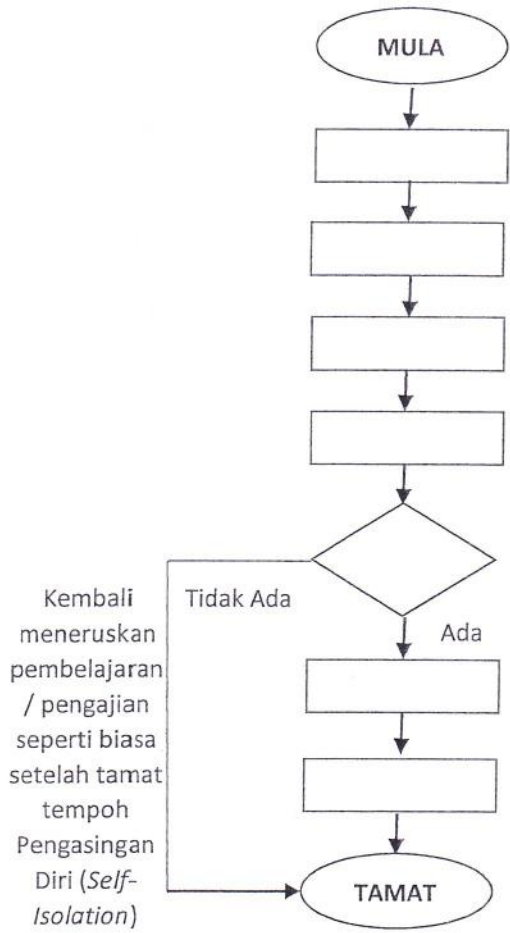 MULA
Tidak Ada
Ada
Kembali
meneruskan
pembelajaran
/ pengajian
seperti biasa
setelah tamat
tempoh
Pengasingan
Diri (Self-
Isolation)
TAMAT